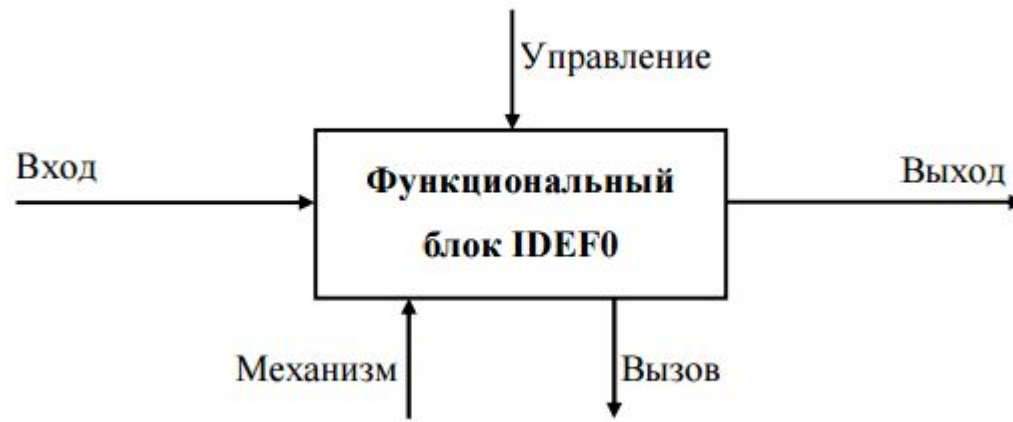 Управление
Вход
Выход
Функциональный
блок IDEF0
Механизм
Вызов